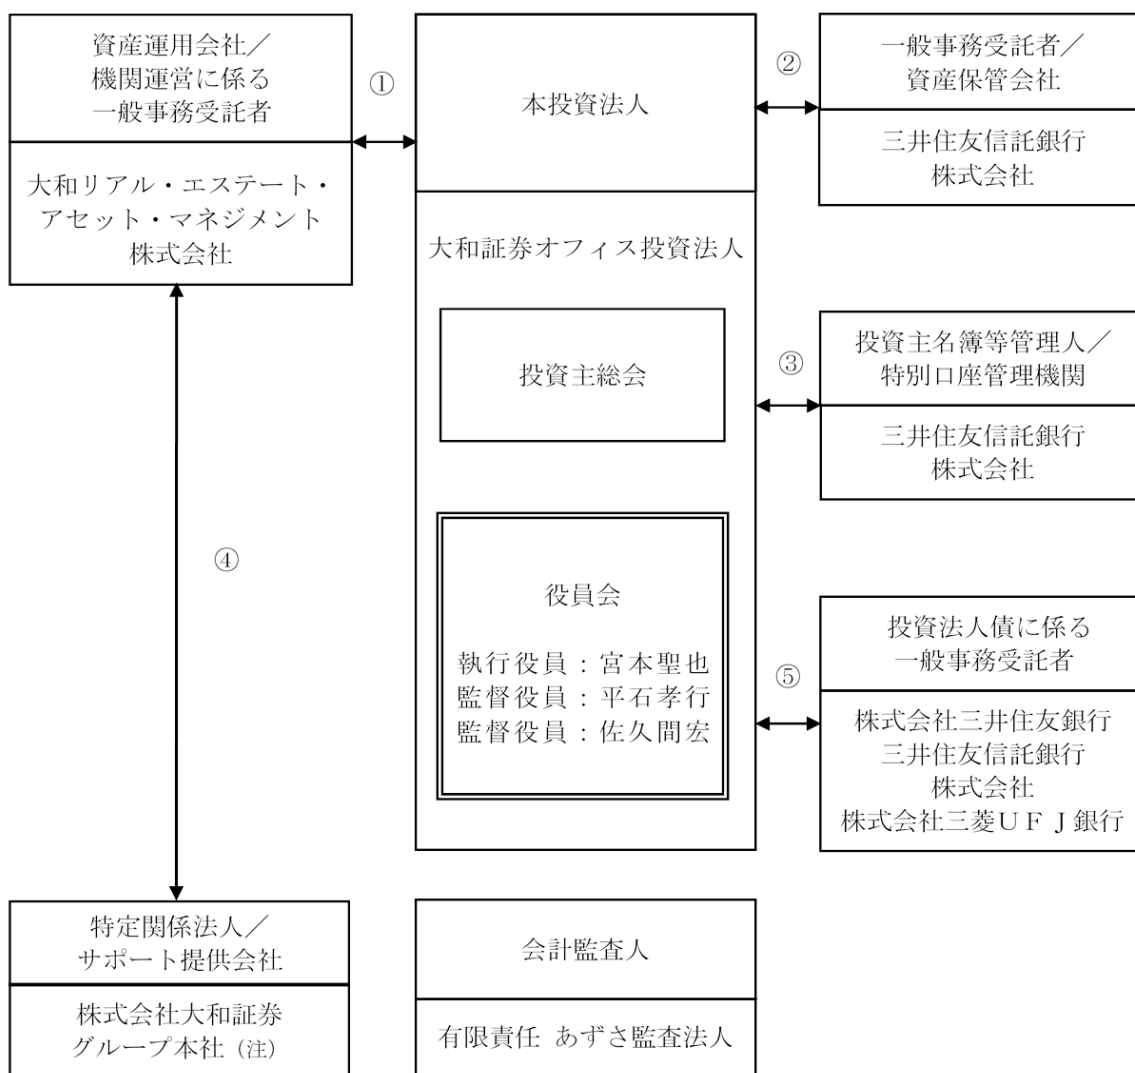 資産運用会社／
機関運営に係る
一般事務受託者
大和リアル・エステート・
アセット・マネジメント
株式会社
①
本投資法人
大和証券オフィス投資法人
投資主総会
役員会
執行役員：宮本聖也
監督役員：平石孝行
監督役員：佐久間宏
②
一般事務受託者／
資産保管会社
三井住友信託銀行
株式会社
③
投資主名簿等管理人／
特別口座管理機関
三井住友信託銀行
株式会社
④
⑤
投資法人債に係る
一般事務受託者
株式会社三井住友銀行
三井住友信託銀行
株式会社
株式会社三菱ＵＦＪ銀行
特定関係法人／
サポート提供会社
株式会社大和証券
グループ本社（注）
会計監査人
有限責任 あずさ監査法人